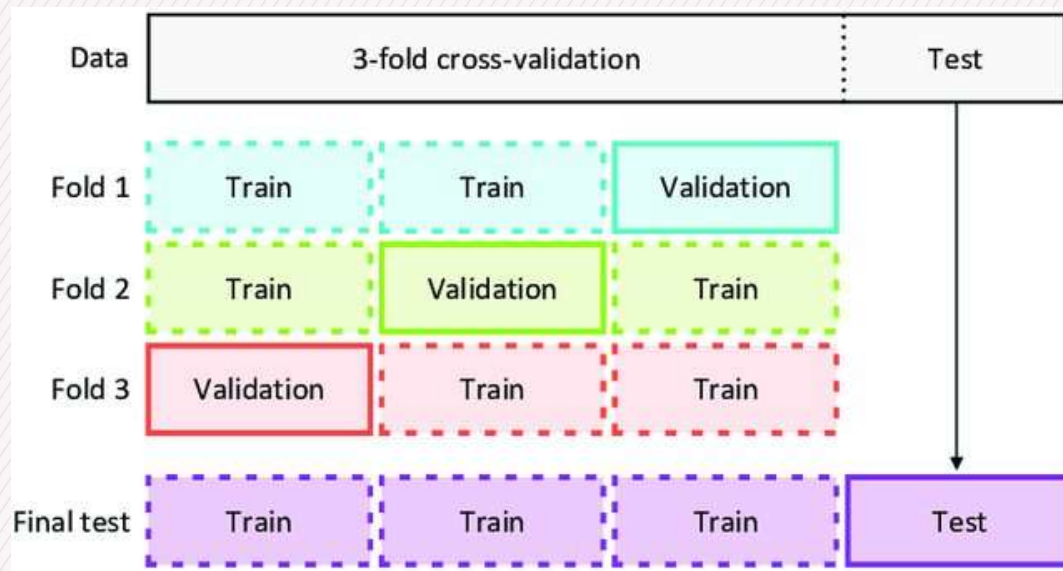 Data 3-fold cross-validation Test
Fold 1 Train Train Validation
Fold 2 Train Validation Train
Fold 3 Validation Train Train
Final test Train Train Train Test